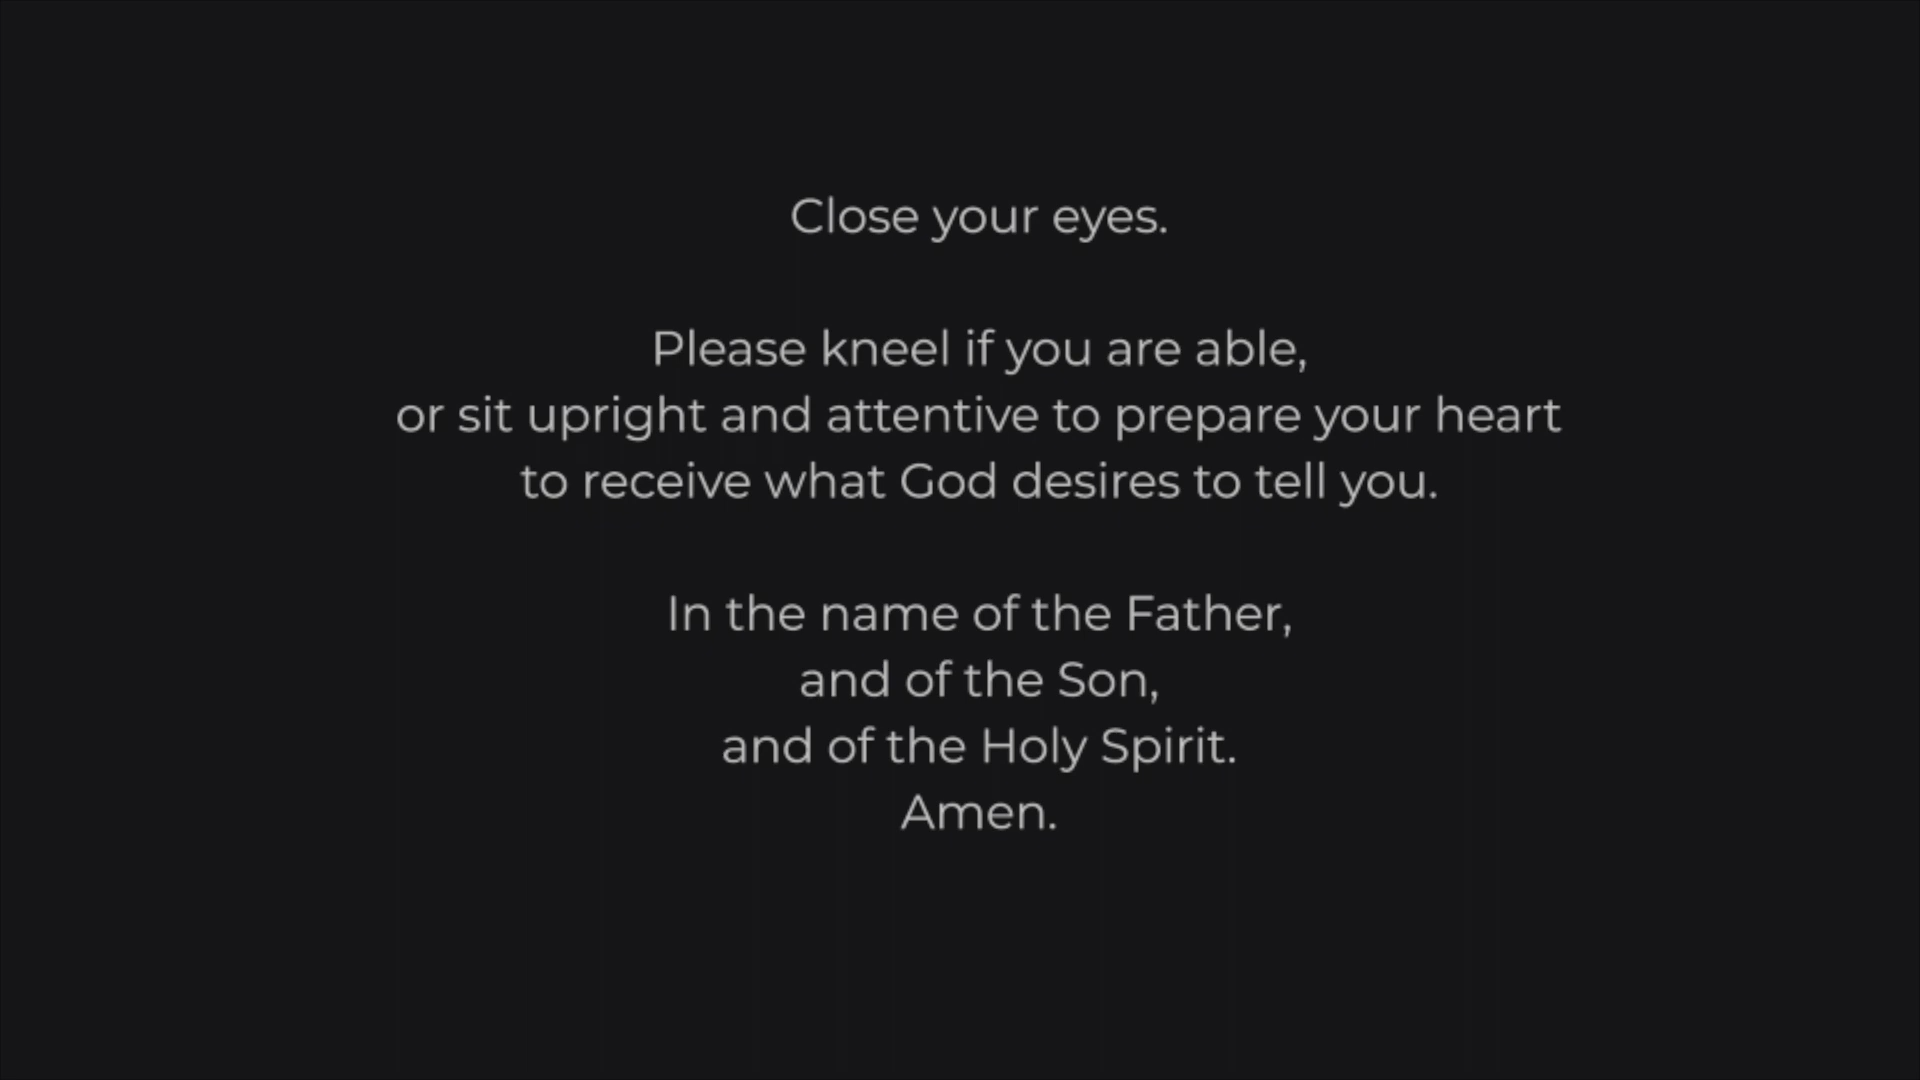 Close your eyes.
Please kneel if you are able,
or sit upright and attentive to prepare your heart
to receive what God desires to tell you.
In the name of the Father,
and of the Son,
and of the Holy Spirit.
Amen.